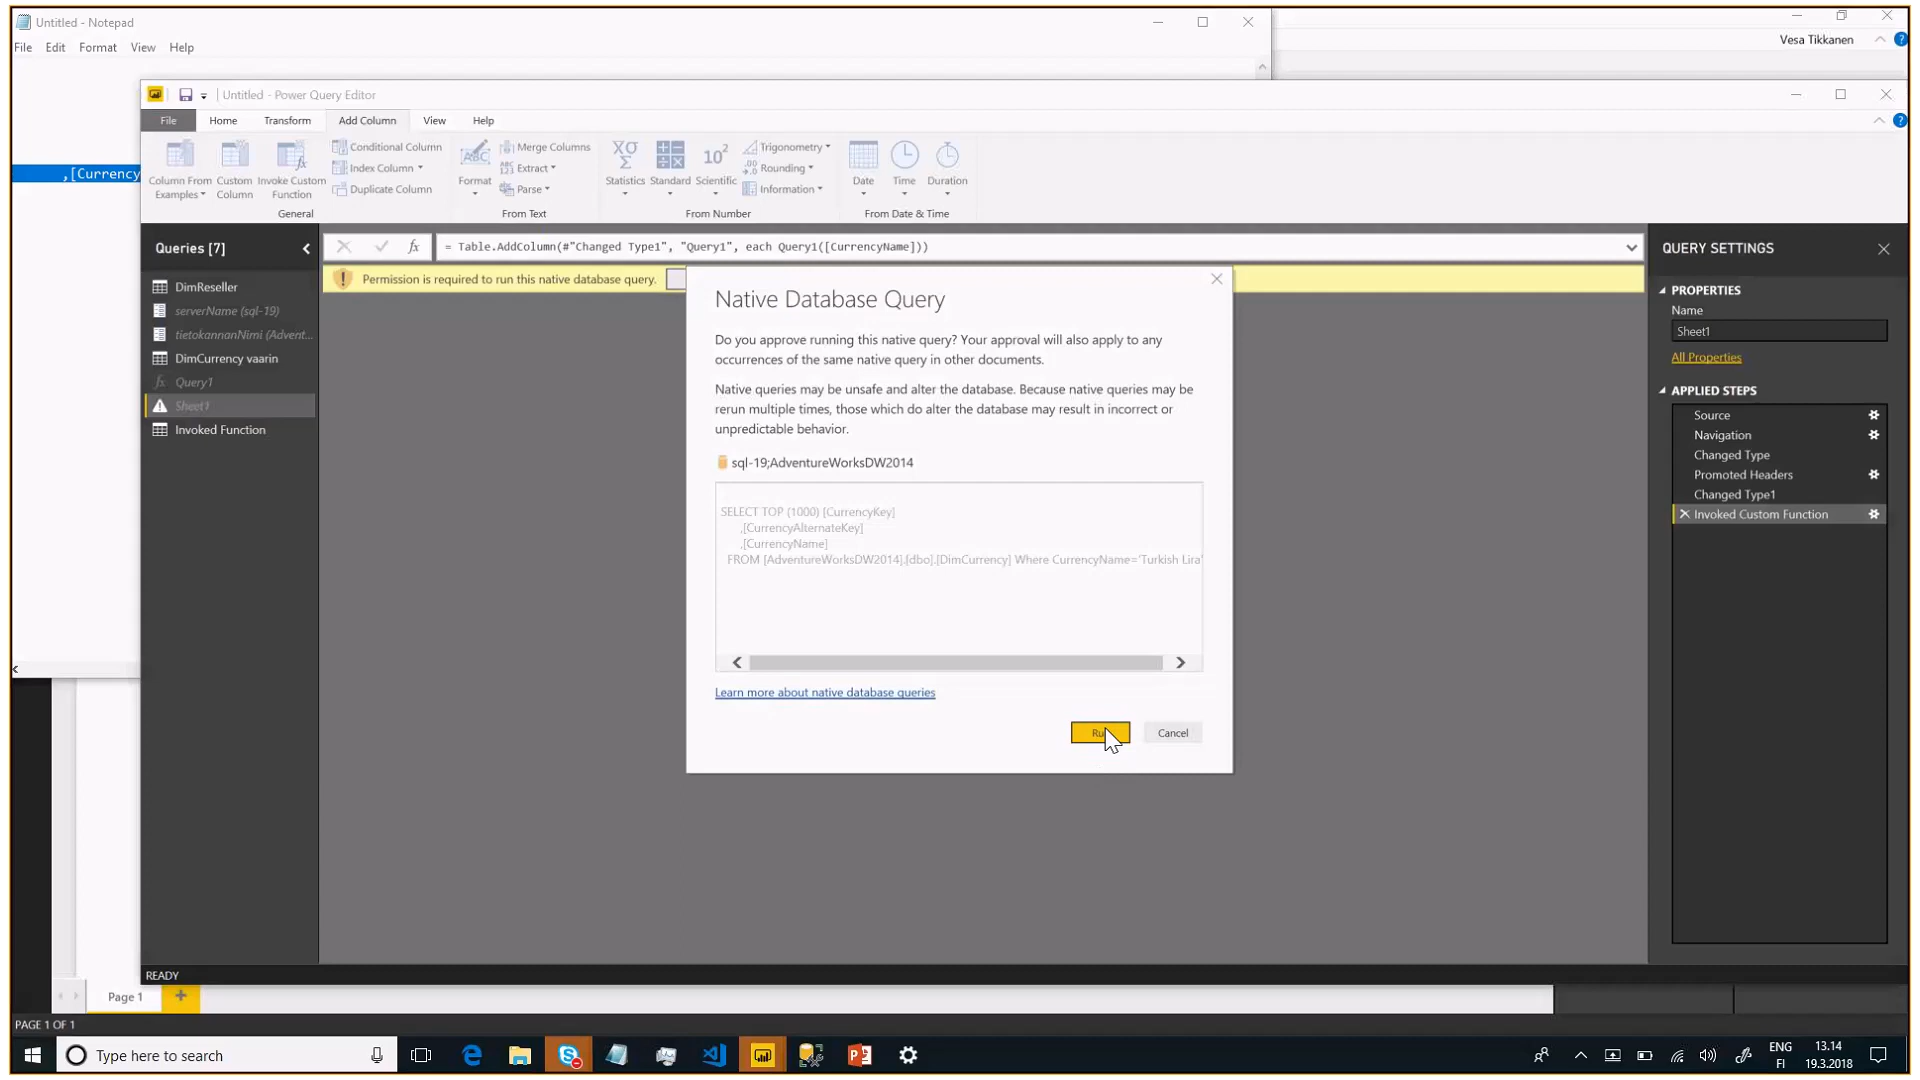 Untitled - Notepad
File Edit Format View Help
Vesa Tikkanen
,[Currency
Untitled - Power Query Editor
File Home Transform Add Column View Help
Column From Examples
Custom Column
Invoke Custom Function
Conditional Column
Index Column
Duplicate Column
General
Format
Merge Columns
Extract
Parse
From Text
Statistics
Standard
Scientific
Trigonometry
Rounding
Information
From Number
Date
Time
Duration
From Date & Time
Queries [7]
DimReseller
serverName (sql-19)
tietokannanNimi (Advent...
DimCurrency vaarin
Query1
Sheet1
Invoked Function
= Table.AddColumn(#"Changed Type1", "Query1", each Query1([CurrencyName]))
Permission is required to run this native database query.
Native Database Query
Do you approve running this native query? Your approval will also apply to any
occurrences of the same native query in other documents.
Native queries may be unsafe and alter the database. Because native queries may be
rerun multiple times, those which do alter the database may result in incorrect or
unpredictable behavior.
sql-19;AdventureWorksDW2014
SELECT TOP (1000) [CurrencyKey]
,[CurrencyAlternateKey]
,[CurrencyName]
FROM [AdventureWorksDW2014].[dbo].[DimCurrency] Where CurrencyName='Turkish Lira'
Learn more about native database queries
Cancel
QUERY SETTINGS
PROPERTIES
Name
Sheet1
All Properties
APPLIED STEPS
Source
Navigation
Changed Type
Promoted Headers
Changed Type1
Invoked Custom Function
READY
Page 1
PAGE 1 OF 1
Type here to search
ENG
FI
13.14
19.3.2018